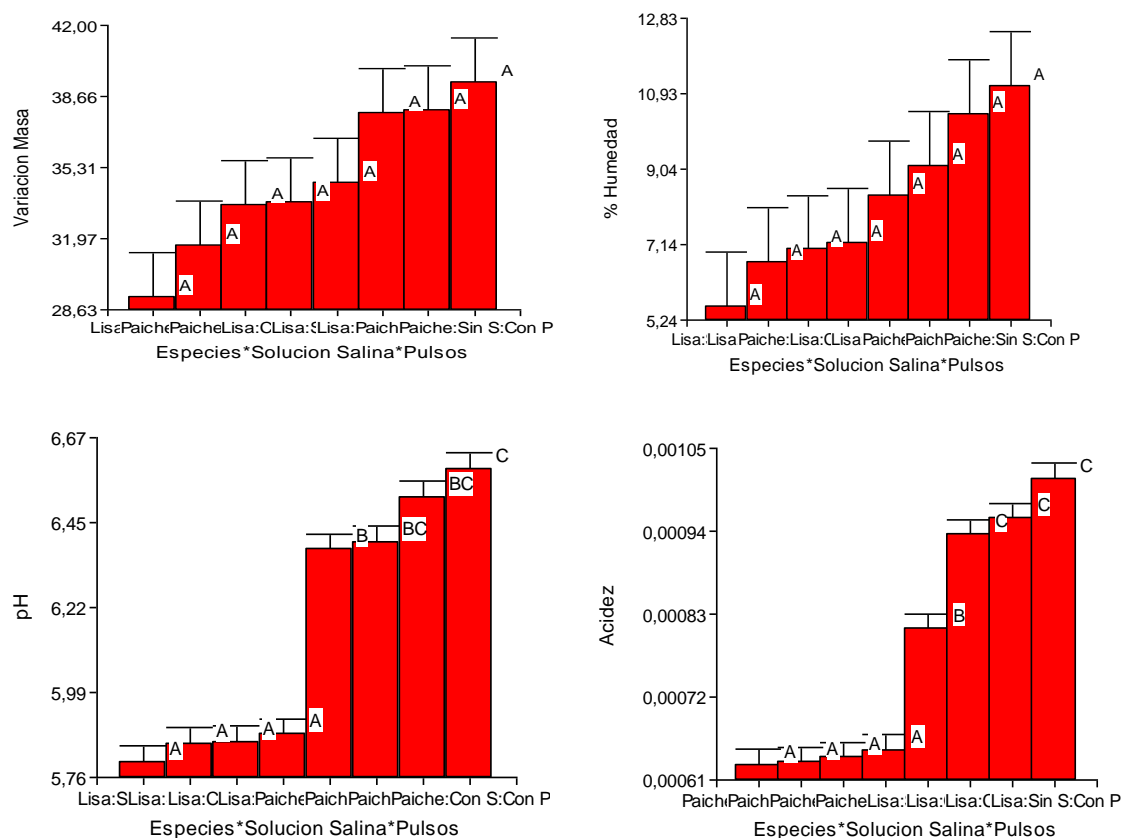 42,00
38,66
35,31
31,97
28,63
Variacion Masa
A A A A A A A A
Lisa Paiche Paiche Lisa:C Lisa:S Lisa: Paich Paiche:Sin S:Con P
Especies*Solucion Salina*Pulsos
12,83
10,93
9,04
7,14
5,24
% Humedad
A A A A A A A A
Lisa: Lisa Paiche: Lisa:C Lisa Paiche Paich Paiche:Sin S:Con P
Especies*Solucion Salina*Pulsos
6,67
6,45
6,22
5,99
5,76
pH
A A A A B BC BC C
Lisa:S Lisa: Lisa:C Lisa: Paiche Paich Paich Paiche:Con S:Con P
Especies*Solucion Salina*Pulsos
0,00105
0,00094
0,00083
0,00072
0,00061
Acidez
A A A A B C C C
Paiche Paich Paiche Paiche Lisa: Lisa: Lisa:C Lisa:Sin S:Con P
Especies*Solucion Salina*Pulsos